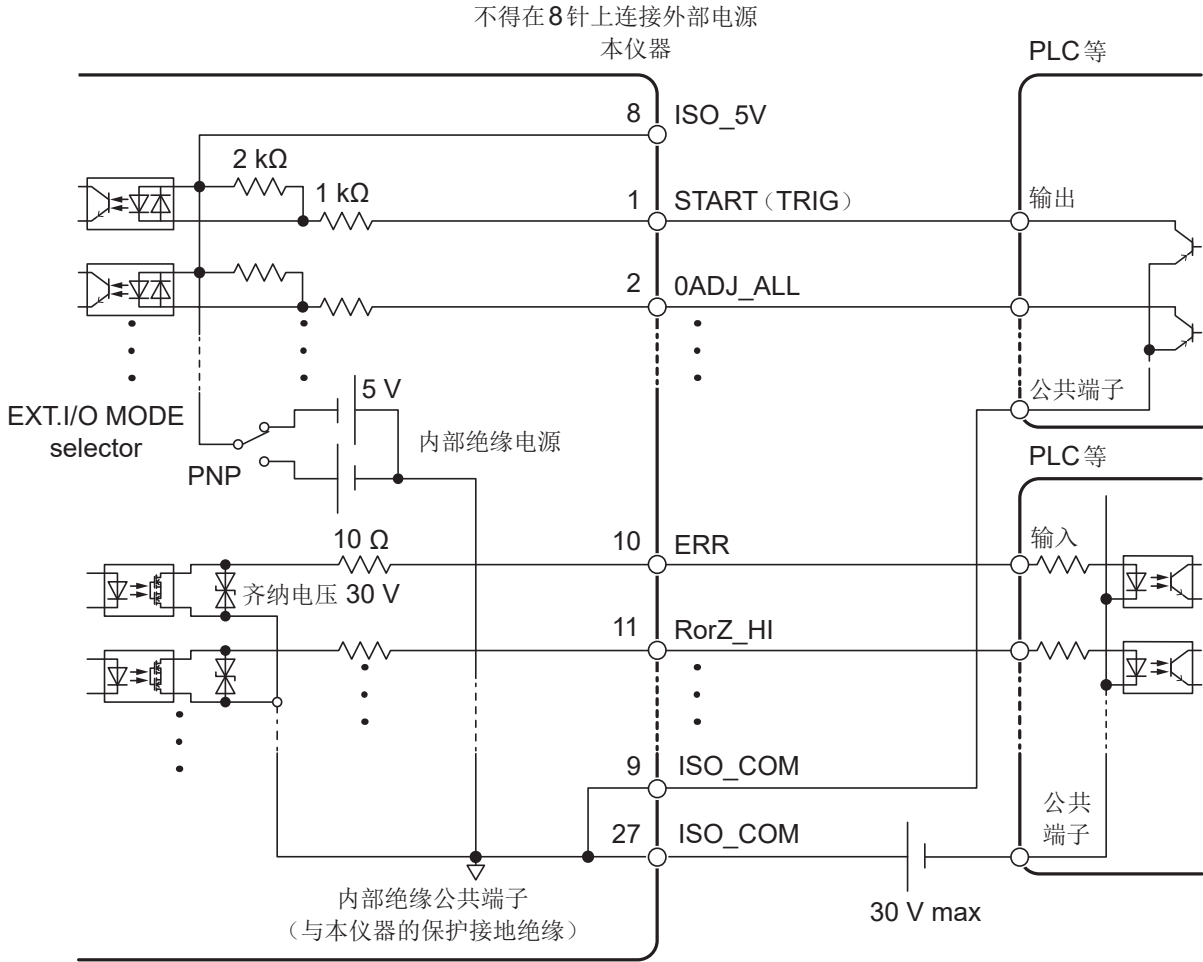 不得在8针上连接外部电源
本仪器
PLC等
8 ISO_5V
2 kΩ
1 kΩ
1 START（TRIG）
输出
2 0ADJ_ALL
5 V
公共端子
EXT.I/O MODE
selector
内部绝缘电源
PNP
PLC等
10 Ω
10 ERR
输入
齐纳电压 30 V
11 RorZ_HI
9 ISO_COM
公共
端子
27 ISO_COM
内部绝缘公共端子
（与本仪器的保护接地绝缘）
30 V max